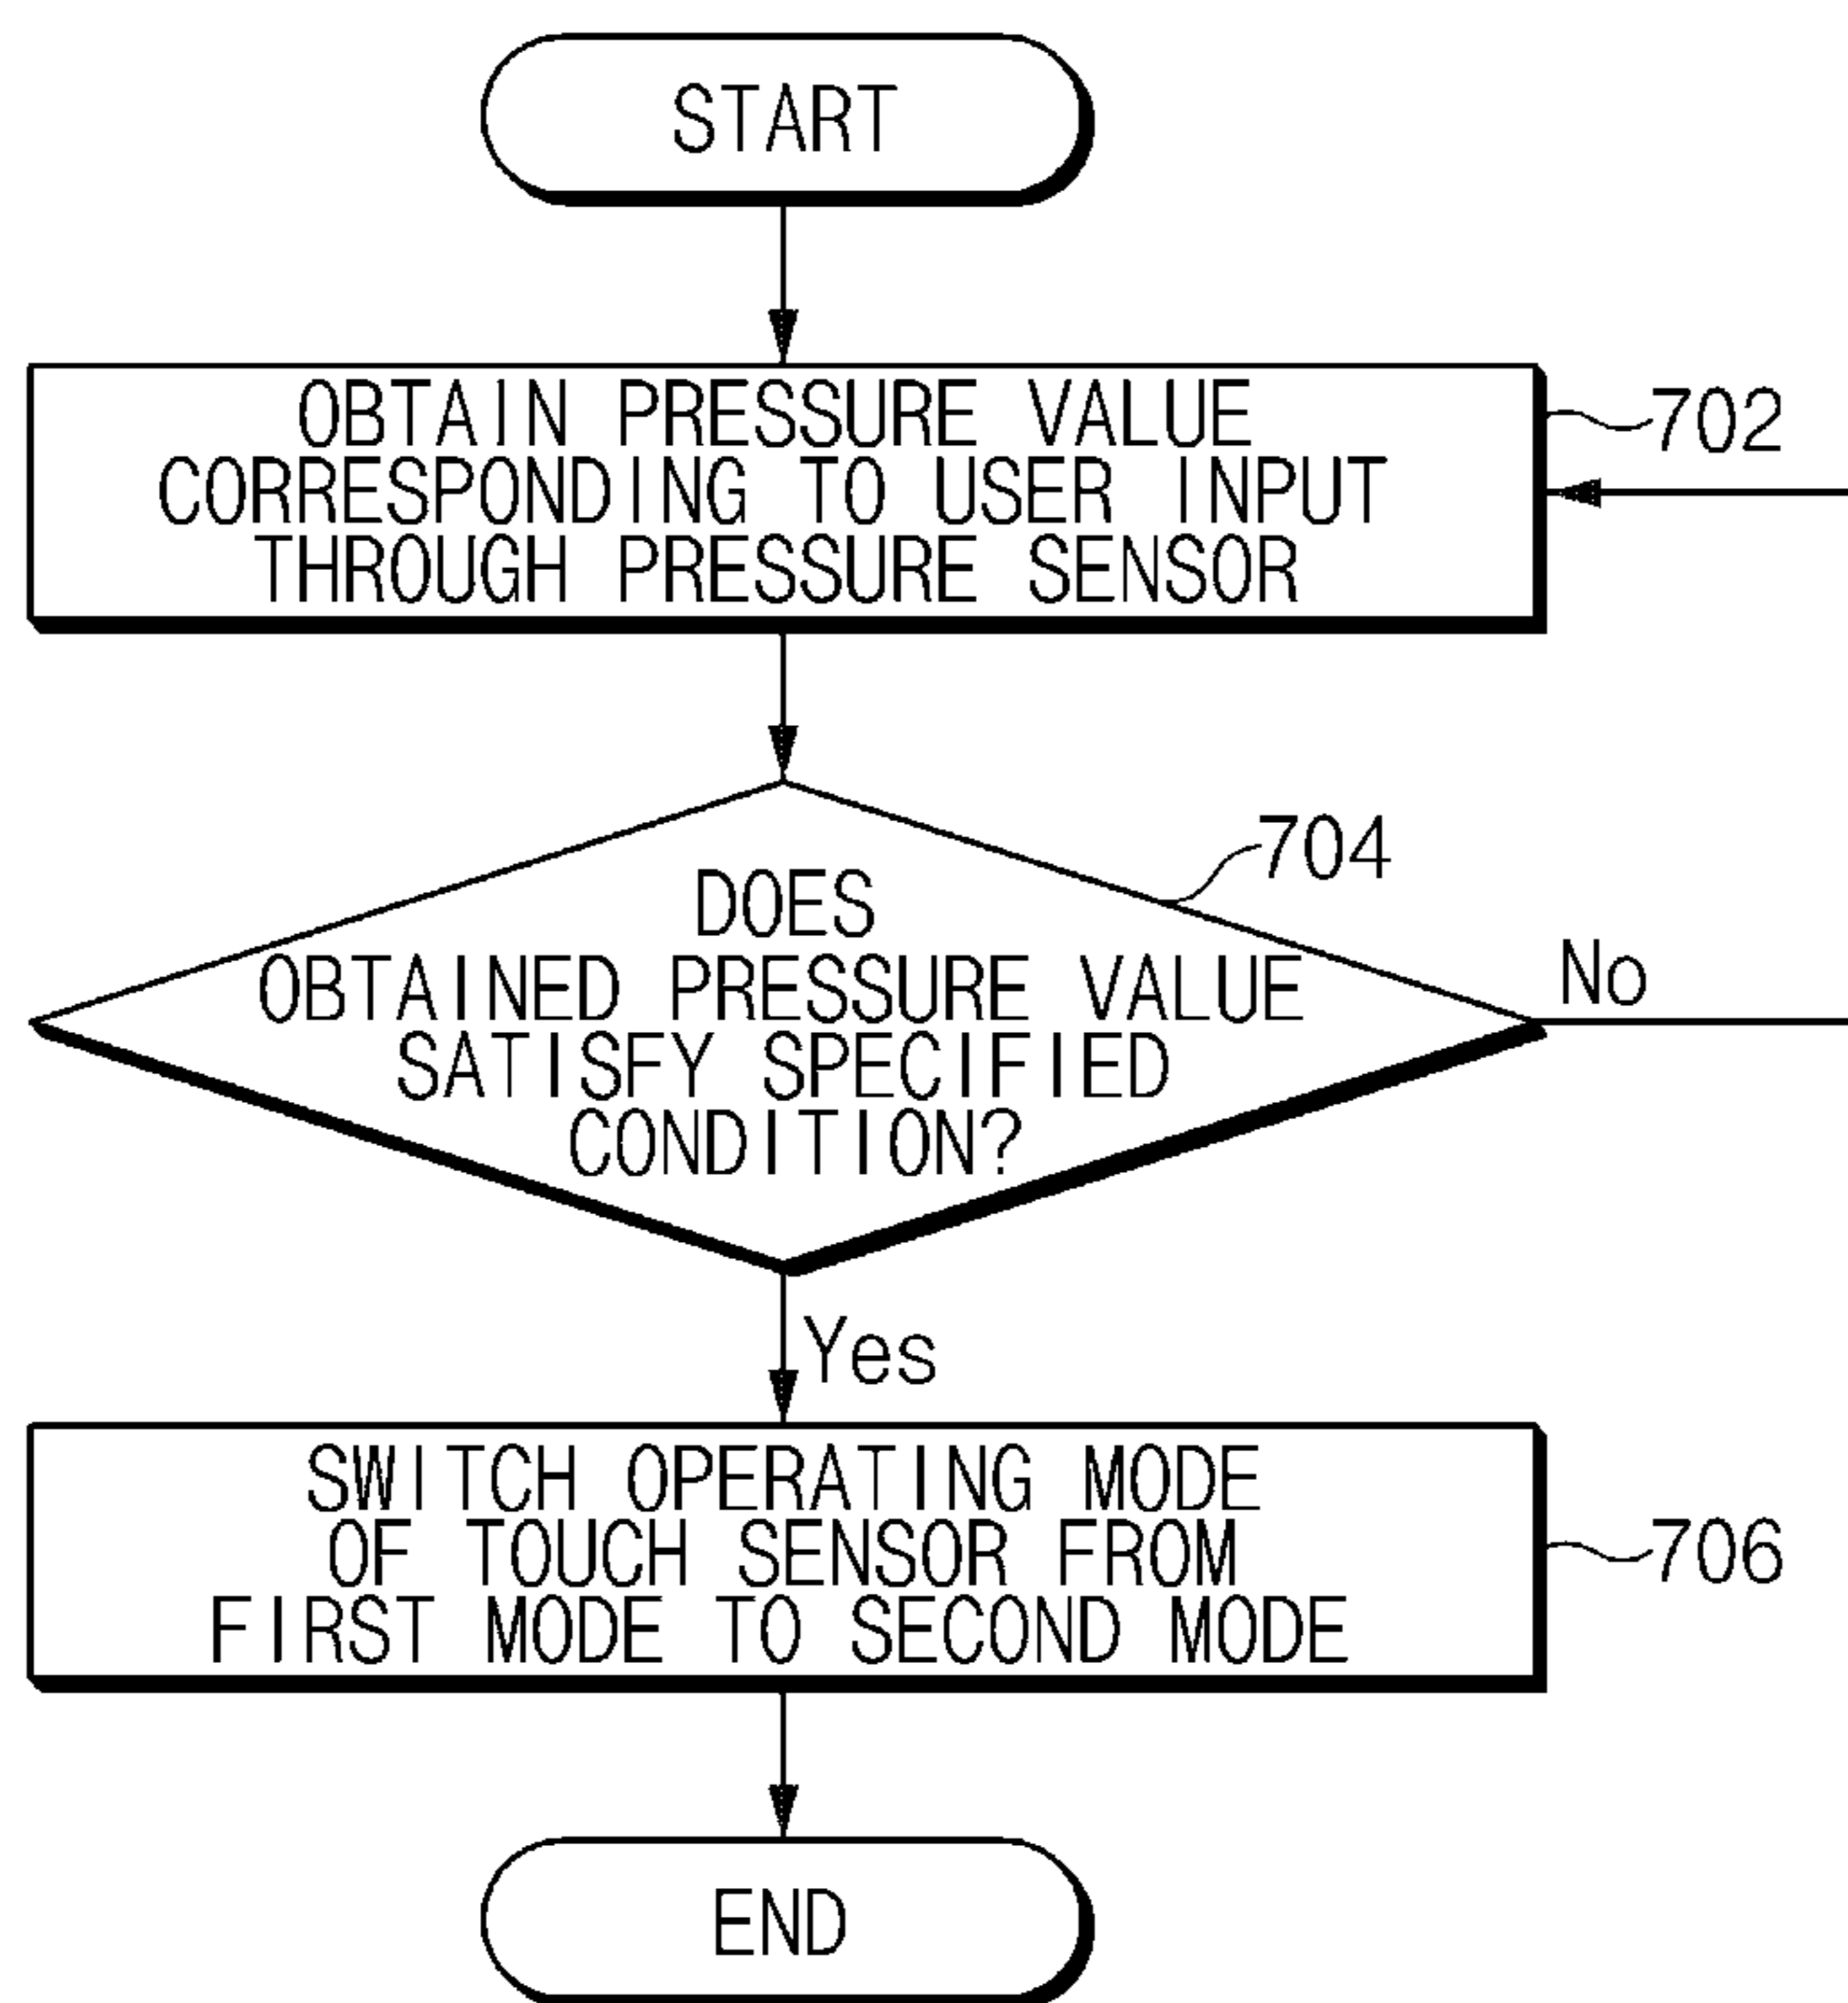 START
OBTAIN PRESSURE VALUE
CORRESPONDING TO USER INPUT
THROUGH PRESSURE SENSOR
702
704
DOES
OBTAINED PRESSURE VALUE
SATISFY SPECIFIED
CONDITION?
No
Yes
SWITCH OPERATING MODE
OF TOUCH SENSOR FROM
FIRST MODE TO SECOND MODE
706
END